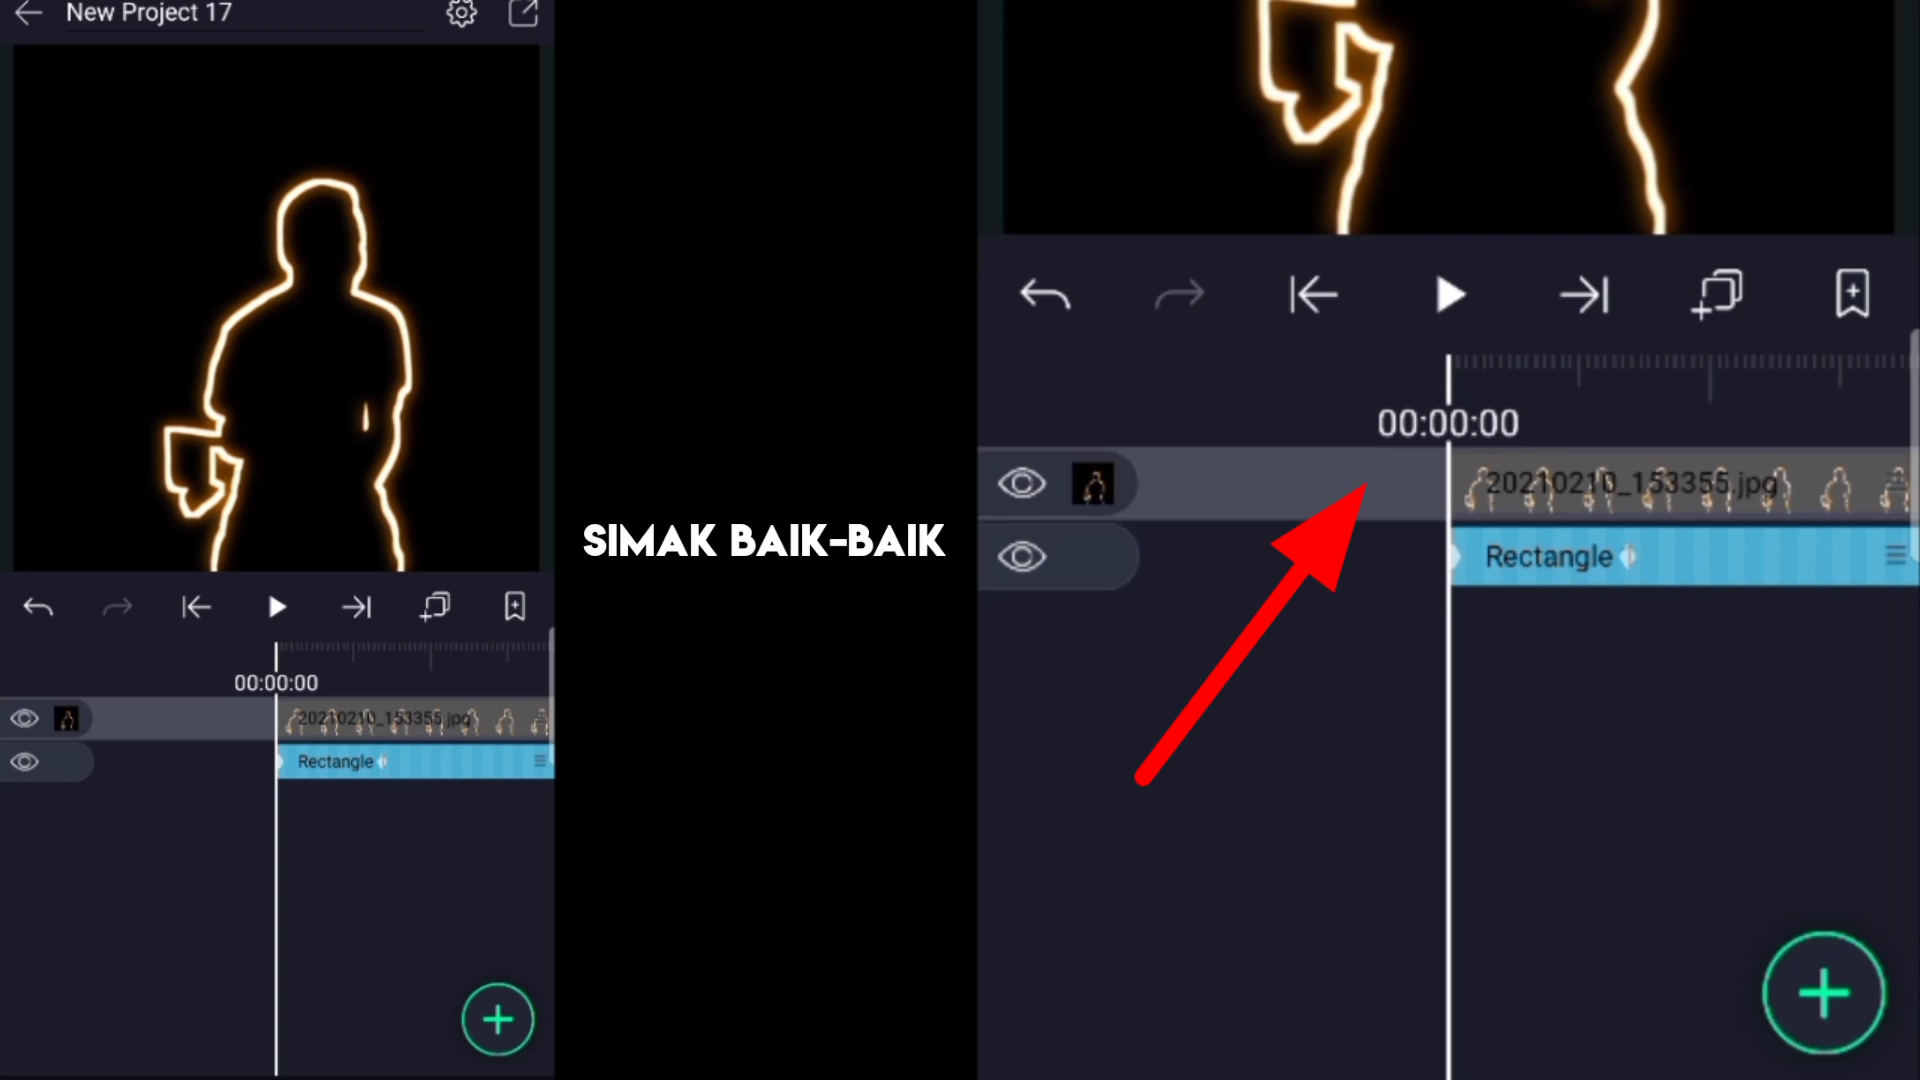 New Project 17
00:00:00
20210210_153355.jpg
Rectangle
SIMAK BAIK-BAIK
00:00:00
20210210_153355.jpg
Rectangle